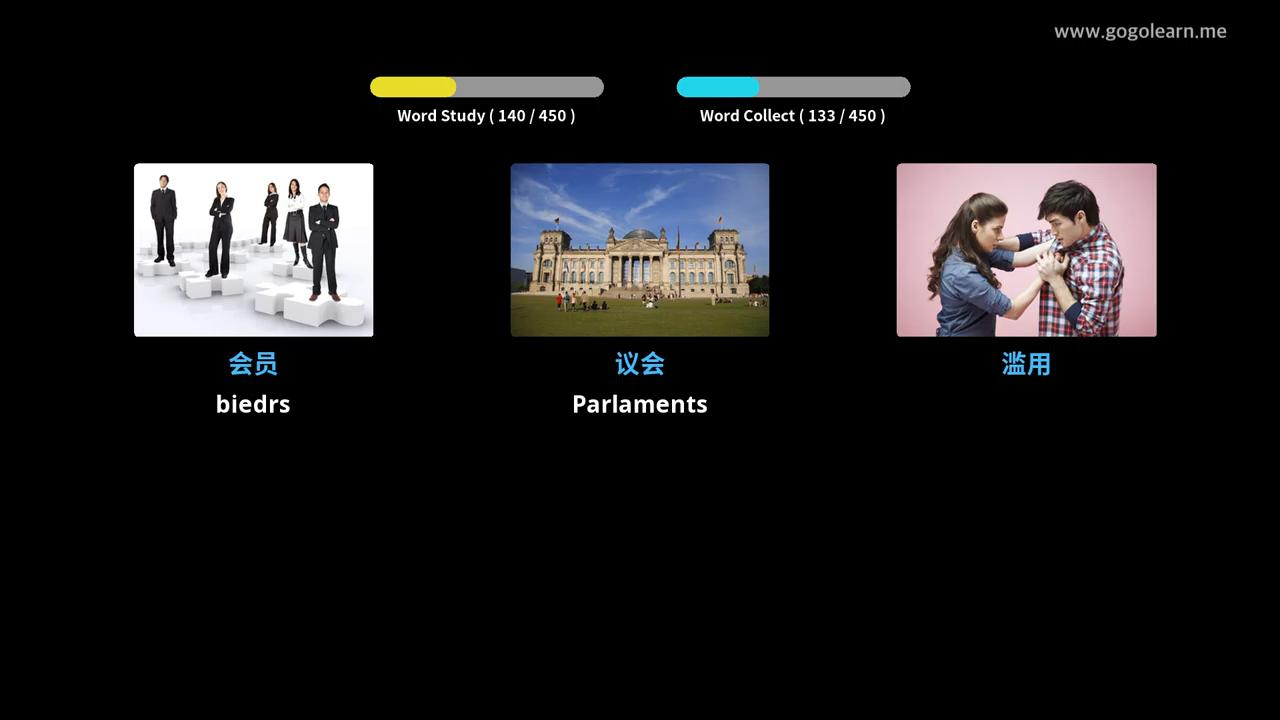 www.gogolearn.me
Word Study ( 140 / 450 )
Word Collect ( 133 / 450 )
会员
biedrs
议会
Parlaments
滥用